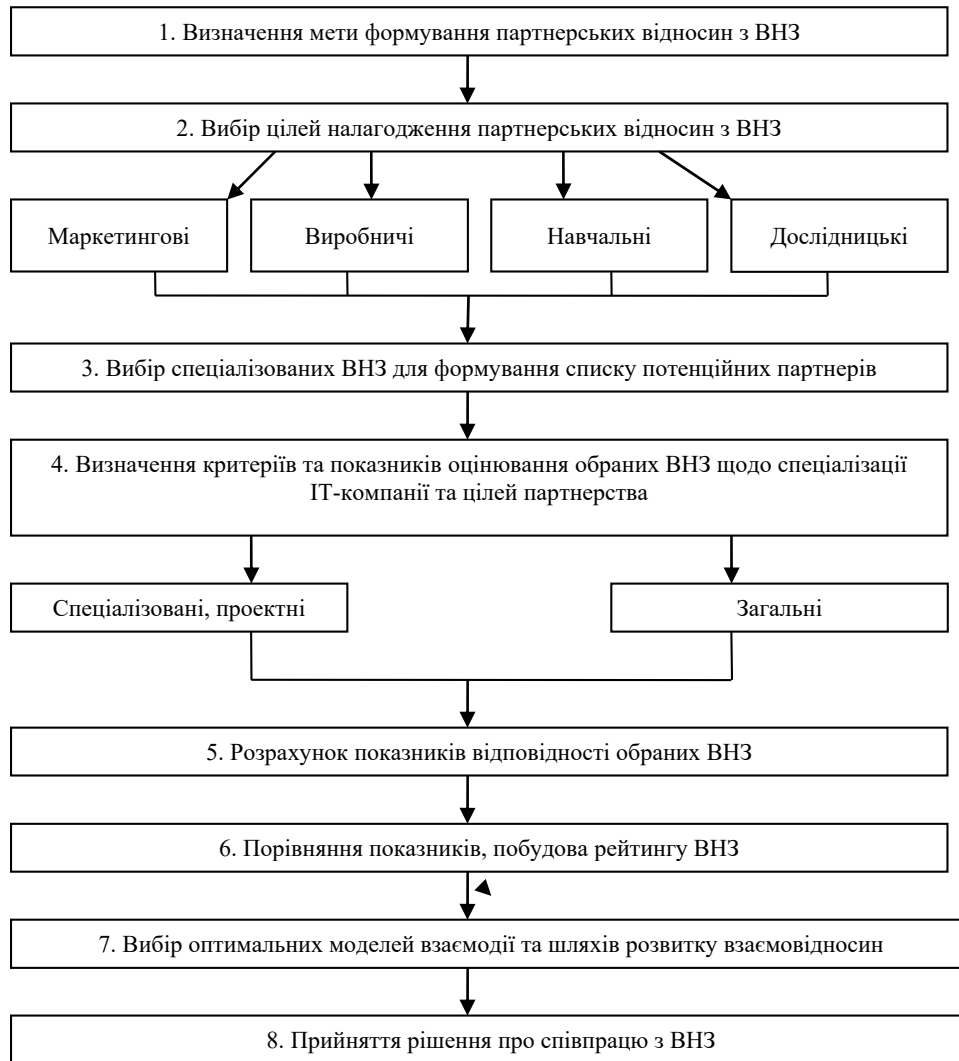 1. Визначення мети формування партнерських відносин з ВНЗ
2. Вибір цілей налагодження партнерських відносин з ВНЗ
Маркетингові
Виробничі
Навчальні
Дослідницькі
3. Вибір спеціалізованих ВНЗ для формування списку потенційних партнерів
4. Визначення критеріїв та показників оцінювання обраних ВНЗ щодо спеціалізації
ІТ-компанії та цілей партнерства
Спеціалізовані, проектні
Загальні
5. Розрахунок показників відповідності обраних ВНЗ
6. Порівняння показників, побудова рейтингу ВНЗ
7. Вибір оптимальних моделей взаємодії та шляхів розвитку взаємовідносин
8. Прийняття рішення про співпрацю з ВНЗ